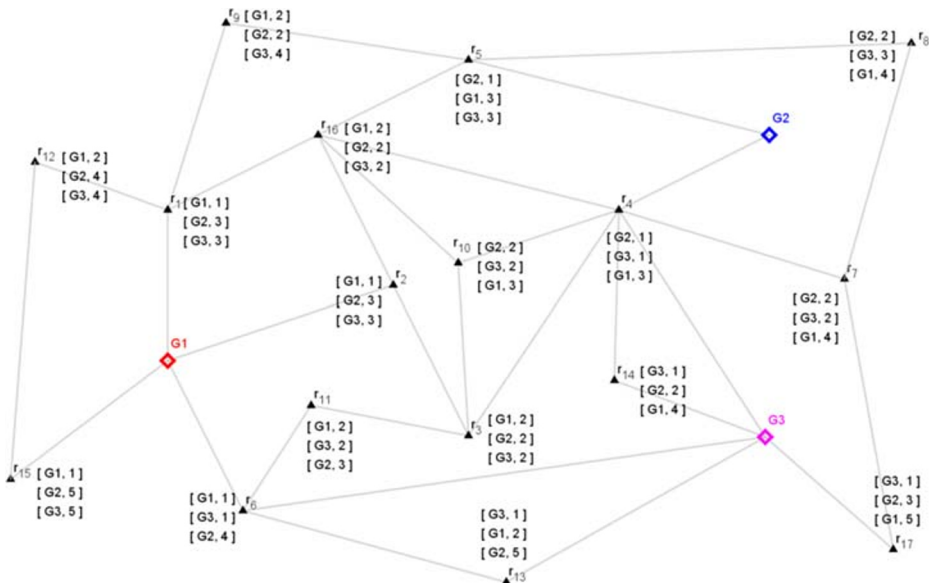 r9 [ G1, 2 ]
[ G2, 2 ]
[ G3, 4 ]
r5
[ G2, 1 ]
[ G1, 3 ]
[ G3, 3 ]
[ G2, 2 ] r8
[ G3, 3 ]
[ G1, 4 ]
G2
r16 [ G1, 2 ]
[ G2, 2 ]
[ G3, 2 ]
r12 [ G1, 2 ]
[ G2, 4 ]
[ G3, 4 ]
r1 [ G1, 1 ]
[ G2, 3 ]
[ G3, 3 ]
r4
[ G2, 1 ]
[ G3, 1 ]
[ G1, 3 ]
r10 [ G2, 2 ]
[ G3, 2 ]
[ G1, 3 ]
[ G1, 1 ] r2
[ G2, 3 ]
[ G3, 3 ]
r7
[ G2, 2 ]
[ G3, 2 ]
[ G1, 4 ]
G1
r14 [ G3, 1 ]
[ G2, 2 ]
[ G1, 4 ]
r11
[ G1, 2 ]
[ G3, 2 ]
[ G2, 3 ]
r3 [ G1, 2 ]
[ G2, 2 ]
[ G3, 2 ]
G3
r15 [ G1, 1 ]
[ G2, 5 ]
[ G3, 5 ]
[ G1, 1 ] r6
[ G3, 1 ]
[ G2, 4 ]
[ G3, 1 ]
[ G2, 3 ]
[ G1, 5 ]
r17
[ G3, 1 ]
[ G1, 2 ]
[ G2, 5 ]
r13